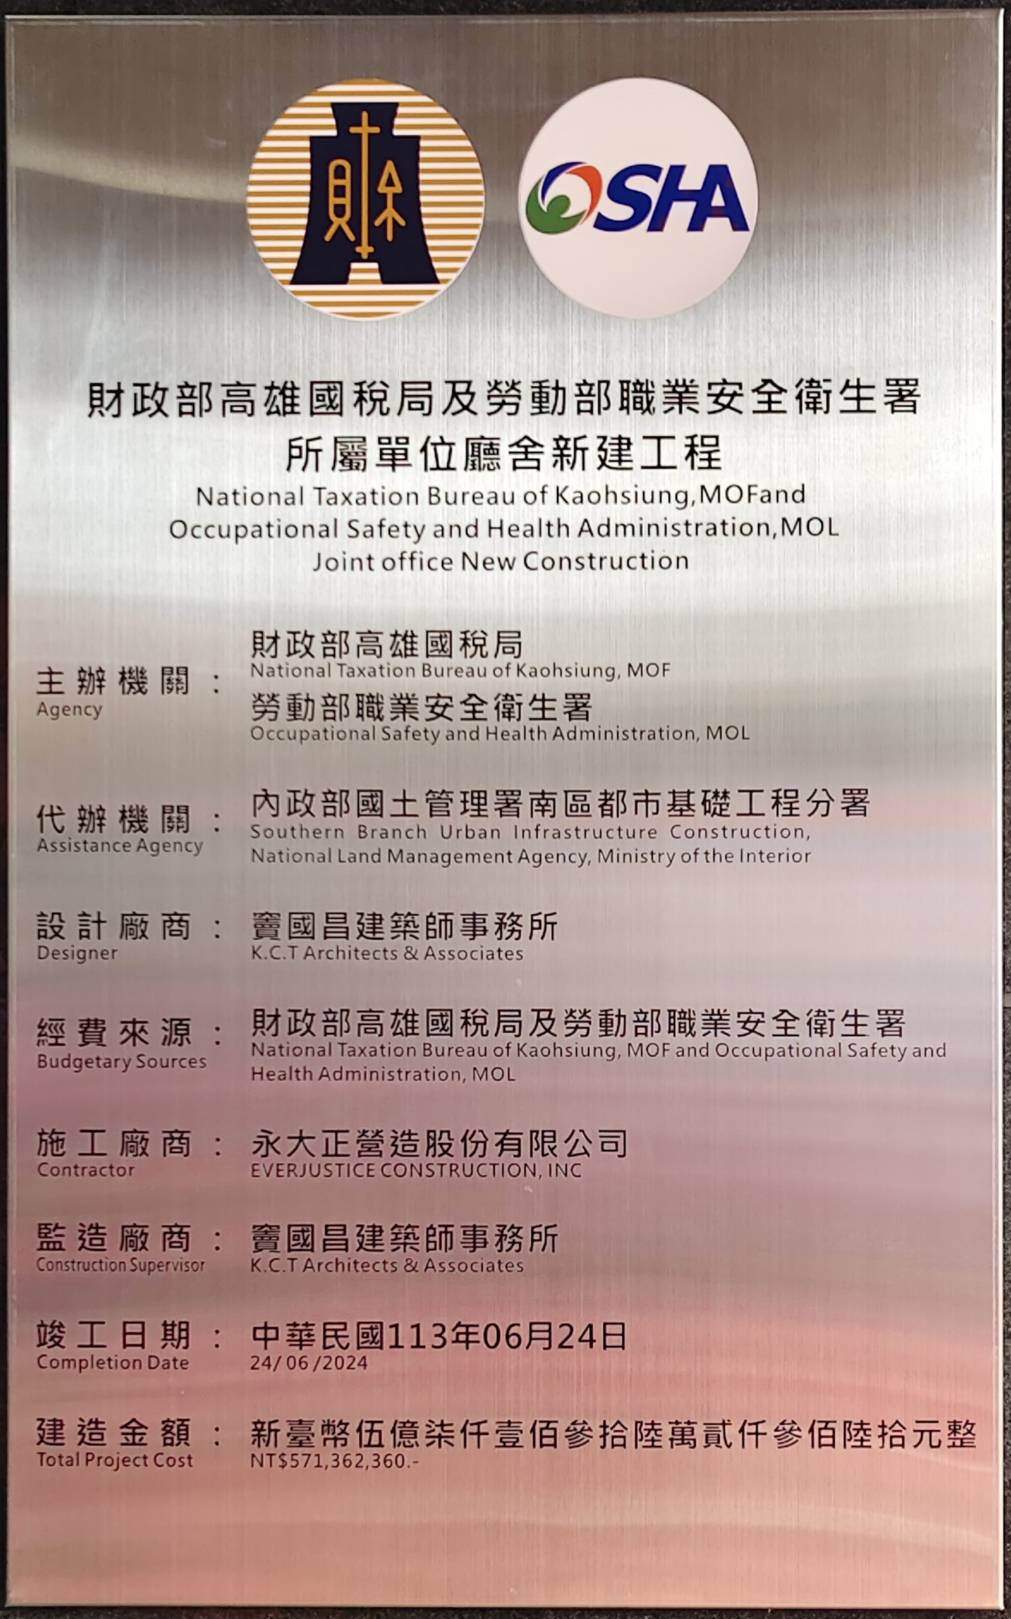 財
OSHA
財政部高雄國稅局及勞動部職業安全衛生署
所屬單位廳舍新建工程
National Taxation Bureau of Kaohsiung,MOFand
Occupational Safety and Health Administration,MOL
Joint office New Construction
主辦機關：
Agency
財政部高雄國稅局
National Taxation Bureau of Kaohsiung, MOF
勞動部職業安全衛生署
Occupational Safety and Health Administration, MOL
代辦機關：
Assistance Agency
內政部國土管理署南區都市基礎工程分署
Southern Branch Urban Infrastructure Construction,
National Land Management Agency, Ministry of the Interior
設計廠商：
Designer
竇國昌建築師事務所
K.C.T Architects & Associates
經費來源：
Budgetary Sources
財政部高雄國稅局及勞動部職業安全衛生署
National Taxation Bureau of Kaohsiung, MOF and Occupational Safety and
Health Administration, MOL
施工廠商：
Contractor
永大正營造股份有限公司
EVERJUSTICE CONSTRUCTION, INC
監造廠商：
Construction Supervisor
竇國昌建築師事務所
K.C.T Architects & Associates
竣工日期：
Completion Date
中華民國113年06月24日
24/ 06 /2024
建造金額：
Total Project Cost
新臺幣伍億柒仟壹佰參拾陸萬貳仟參佰陸拾元整
NT$571,362,360.-